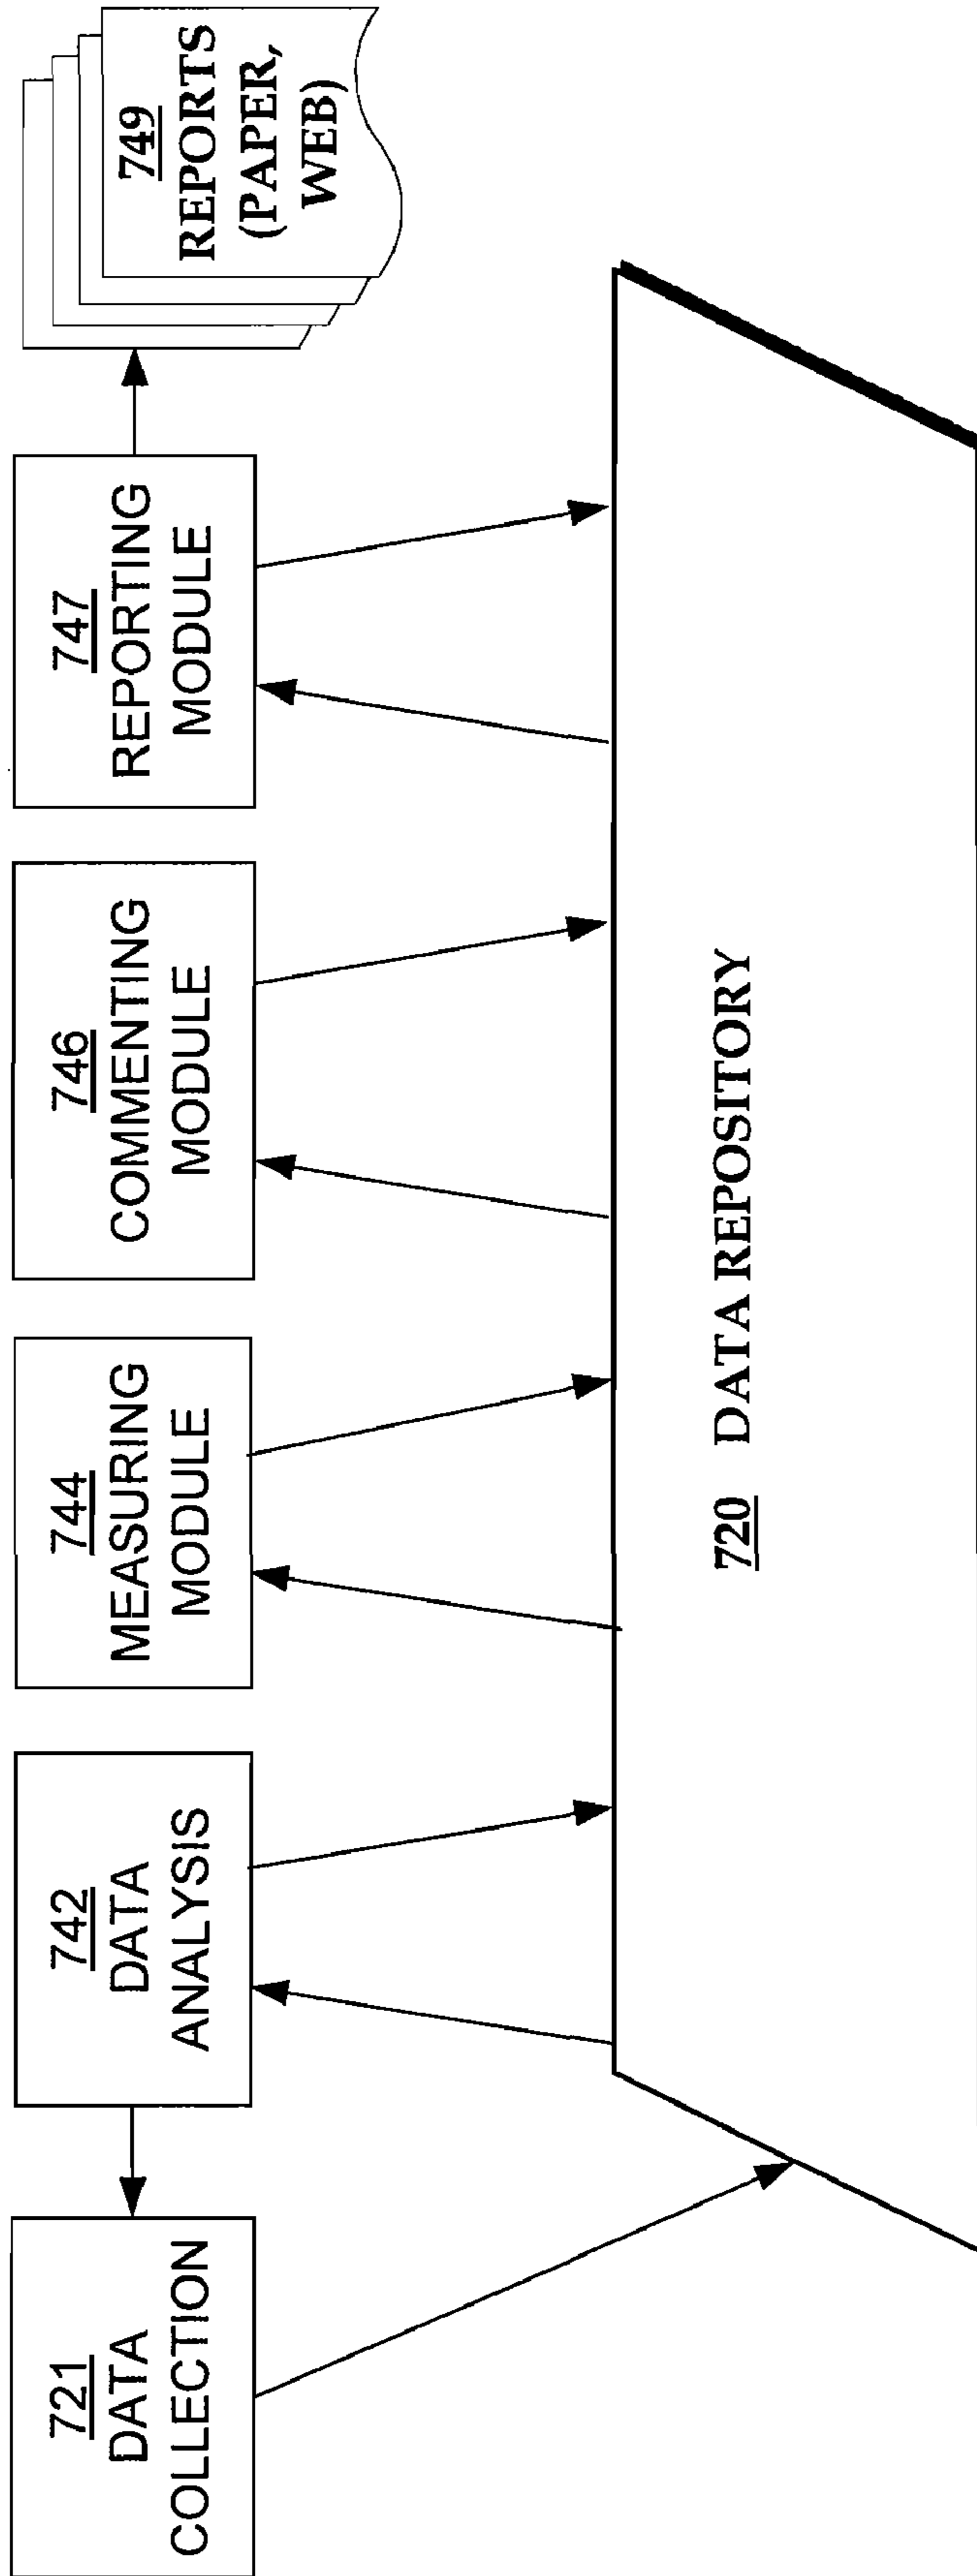 721
DATA
COLLECTION
742
DATA
ANALYSIS
744
MEASURING
MODULE
746
COMMENTING
MODULE
747
REPORTING
MODULE
749
REPORTS
(PAPER,
WEB)
720 DATA REPOSITORY